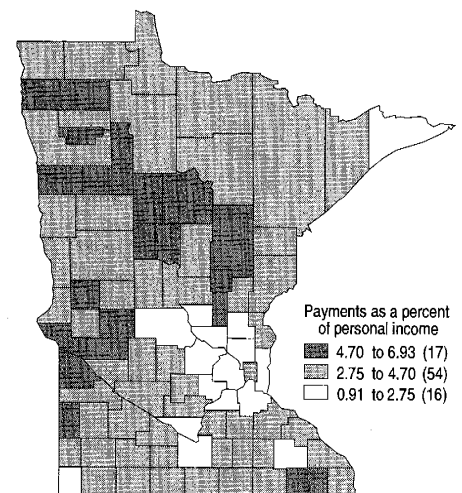 Payments as a percent
of personal income
4.70 to 6.93 (17)
2.75 to 4.70 (54)
0.91 to 2.75 (16)